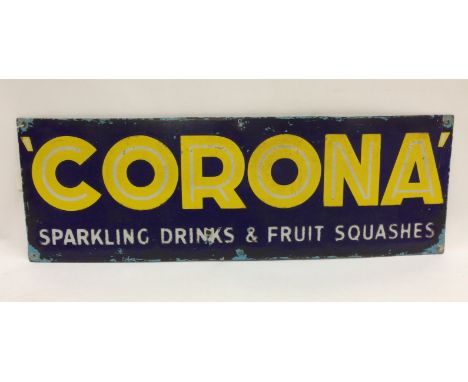 'CORONA'
SPARKLING DRINKS & FRUIT SQUASHES